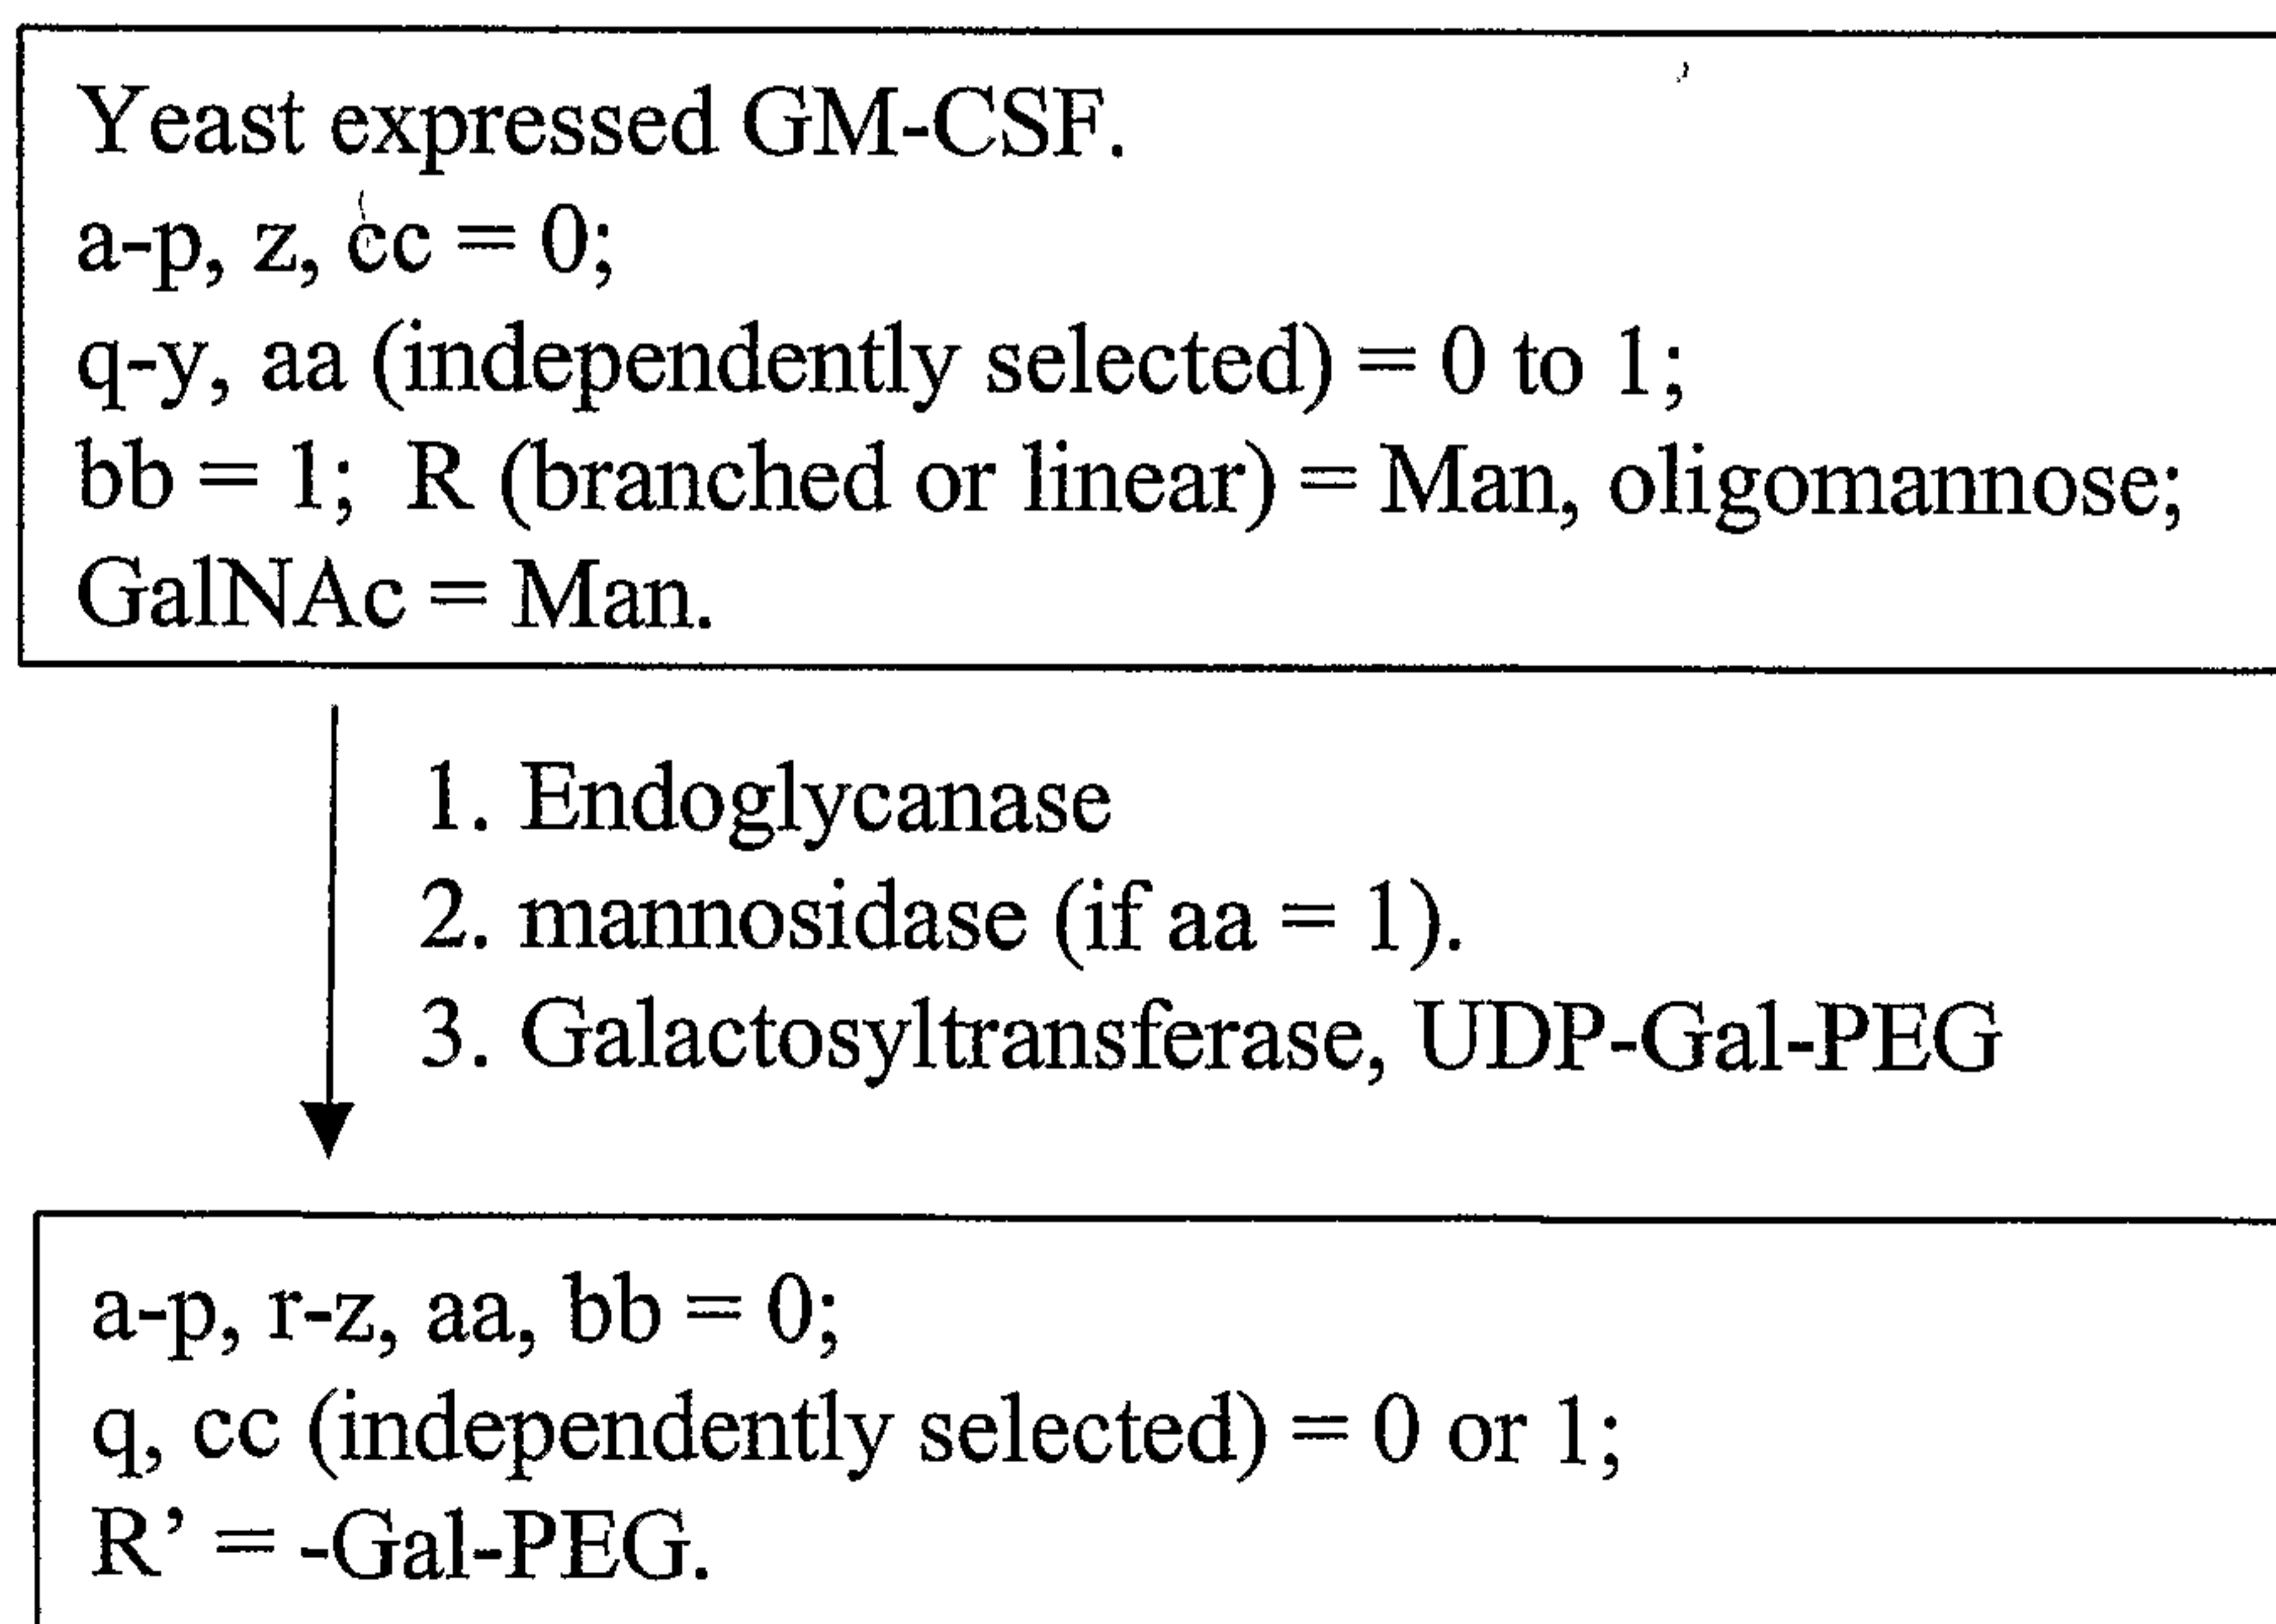 Yeast expressed GM-CSF.
a-p, z, cc = 0;
q-y, aa (independently selected) = 0 to 1;
bb = 1; R (branched or linear) = Man, oligomannose;
GalNAc = Man.
1. Endoglycanase
2. mannosidase (if aa = 1).
3. Galactosyltransferase, UDP-Gal-PEG
a-p, r-z, aa, bb = 0;
q, cc (independently selected) = 0 or 1;
R’ = -Gal-PEG.